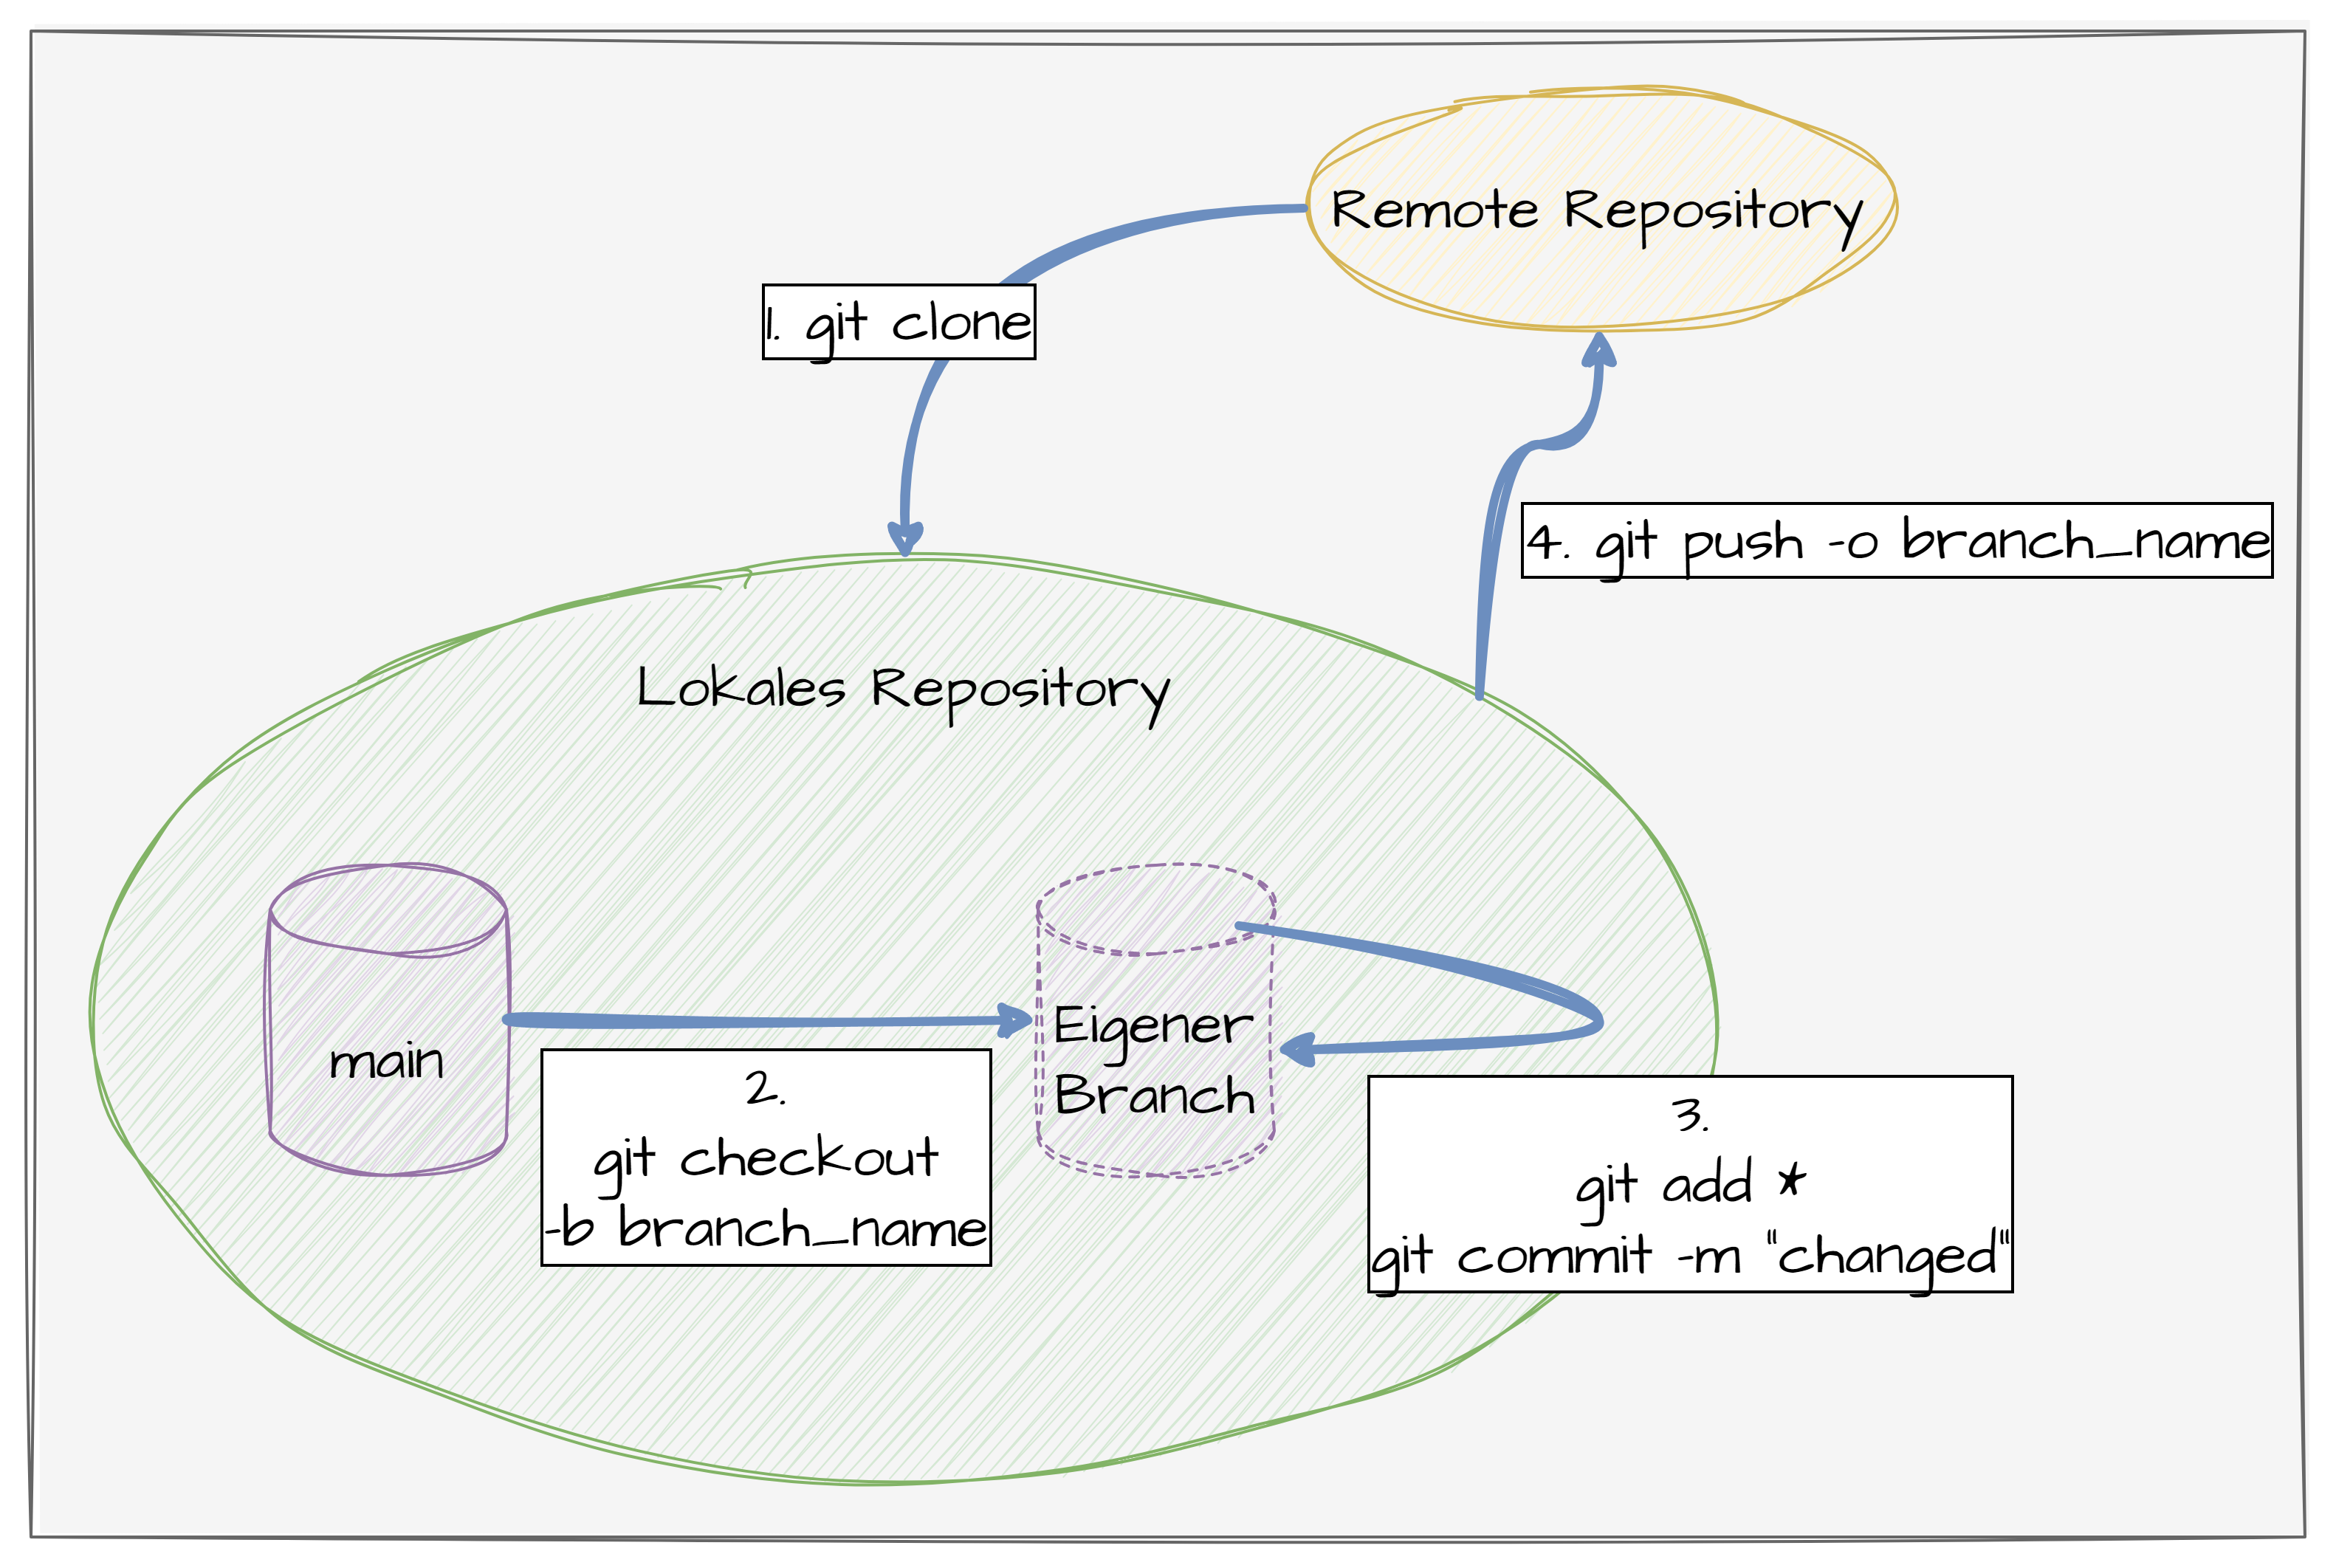 Remote Repository
1. git clone
4. git push -o branch_name
Lokales Repository
main
Eigener
Branch
2.
git checkout
-b branch_name
3.
git add *
git commit -m "changed"